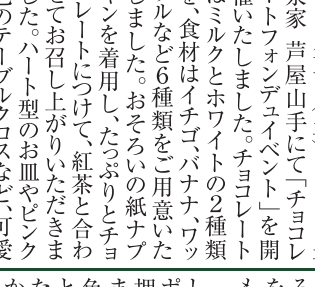 家 芦屋山手にて「チョコレ
トフォンデュイベント」を開
催いたしました。チョコレート
はミルクとホワイトの2種類
、食材はイチゴ、バナナ、ワッ
フルなど6種類をご用意いた
しました。おそろいの紙ナプ
キンを着用し、たっぷりとチョ
レートにつけて、紅茶と合わ
てお召し上がりいただきま
した。ハート型のお皿やピンク
のテーブルクロスなど、可愛